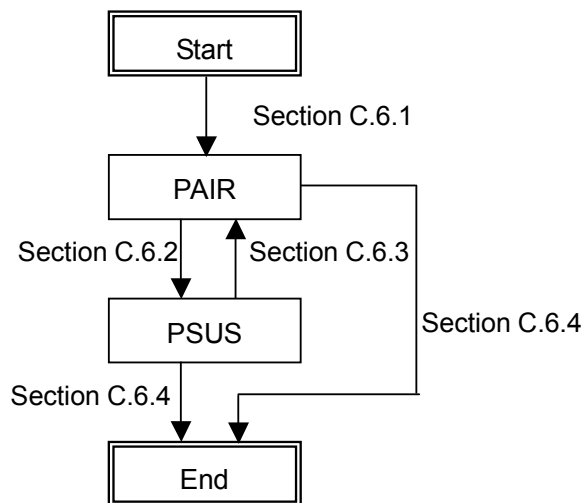 Start
Section C.6.1
PAIR
Section C.6.2
Section C.6.3
PSUS
Section C.6.4
Section C.6.4
End